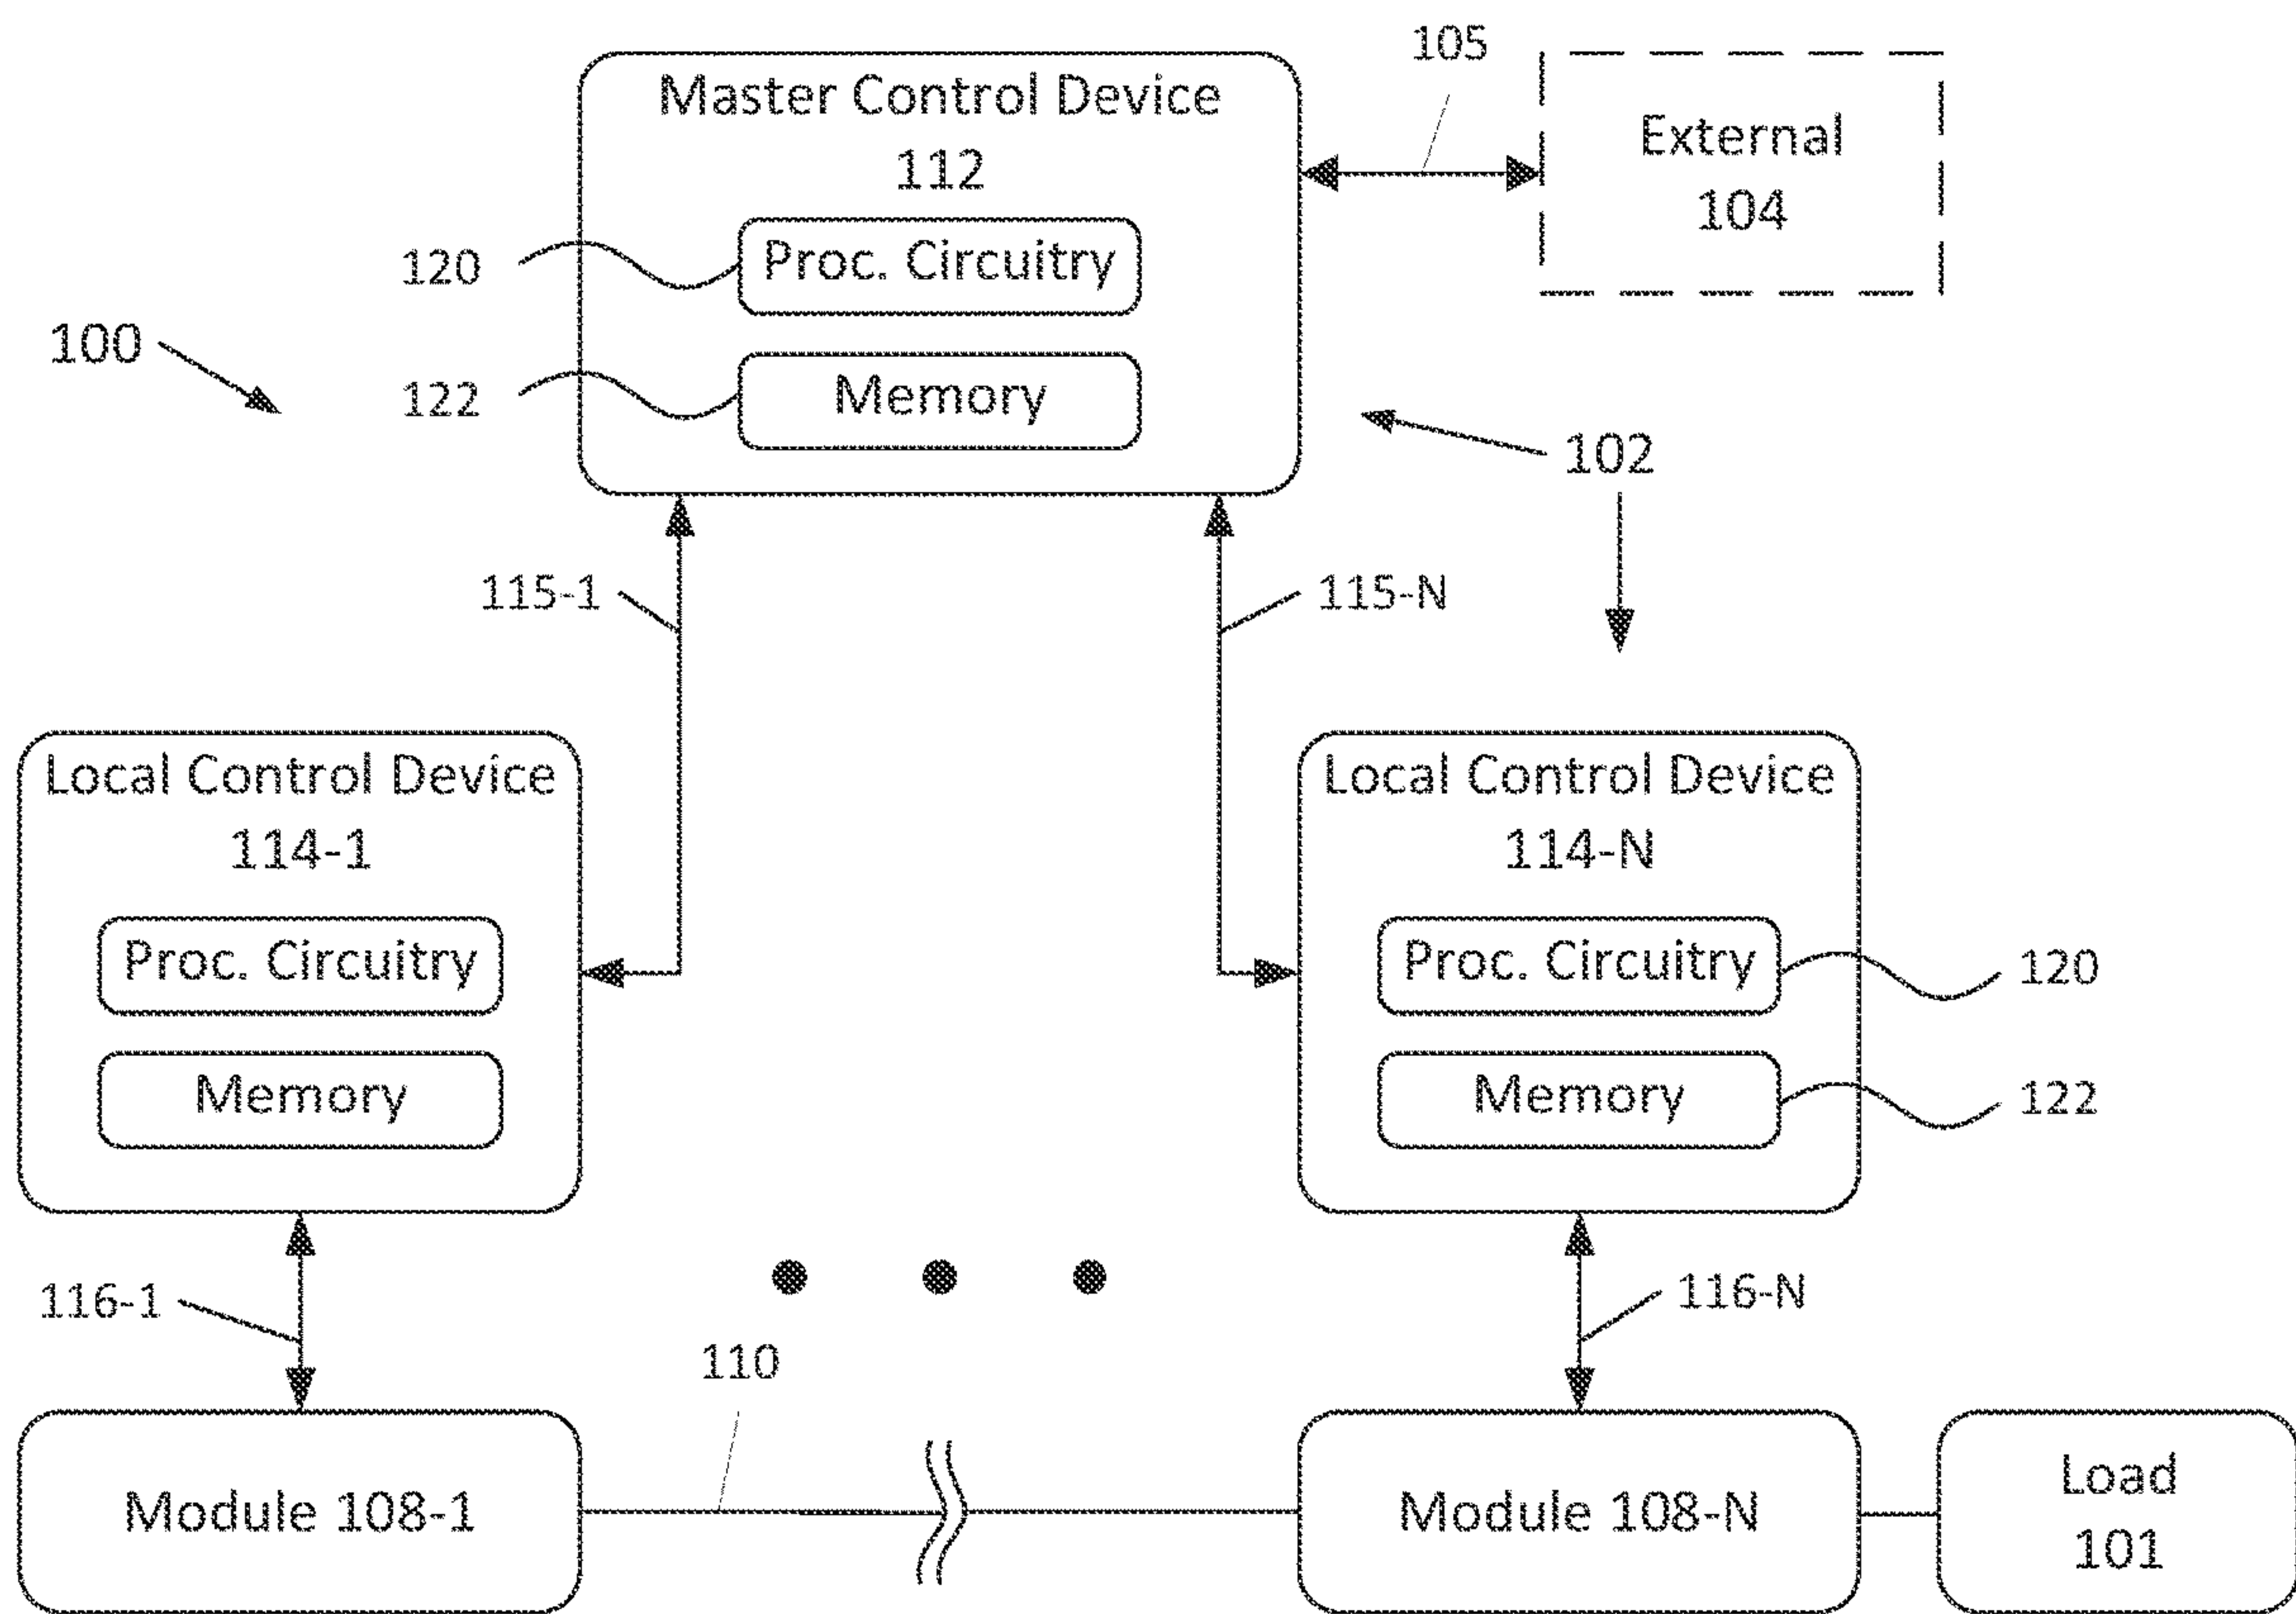 105
Master Control Device
112
External
104
120
Proc. Circuitry
100
122
Memory
102
115-1
115-N
Local Control Device
114-1
Proc. Circuitry
Memory
Local Control Device
114-N
Proc. Circuitry
120
Memory
122
116-1
116-N
110
Module 108-1
Module 108-N
Load
101